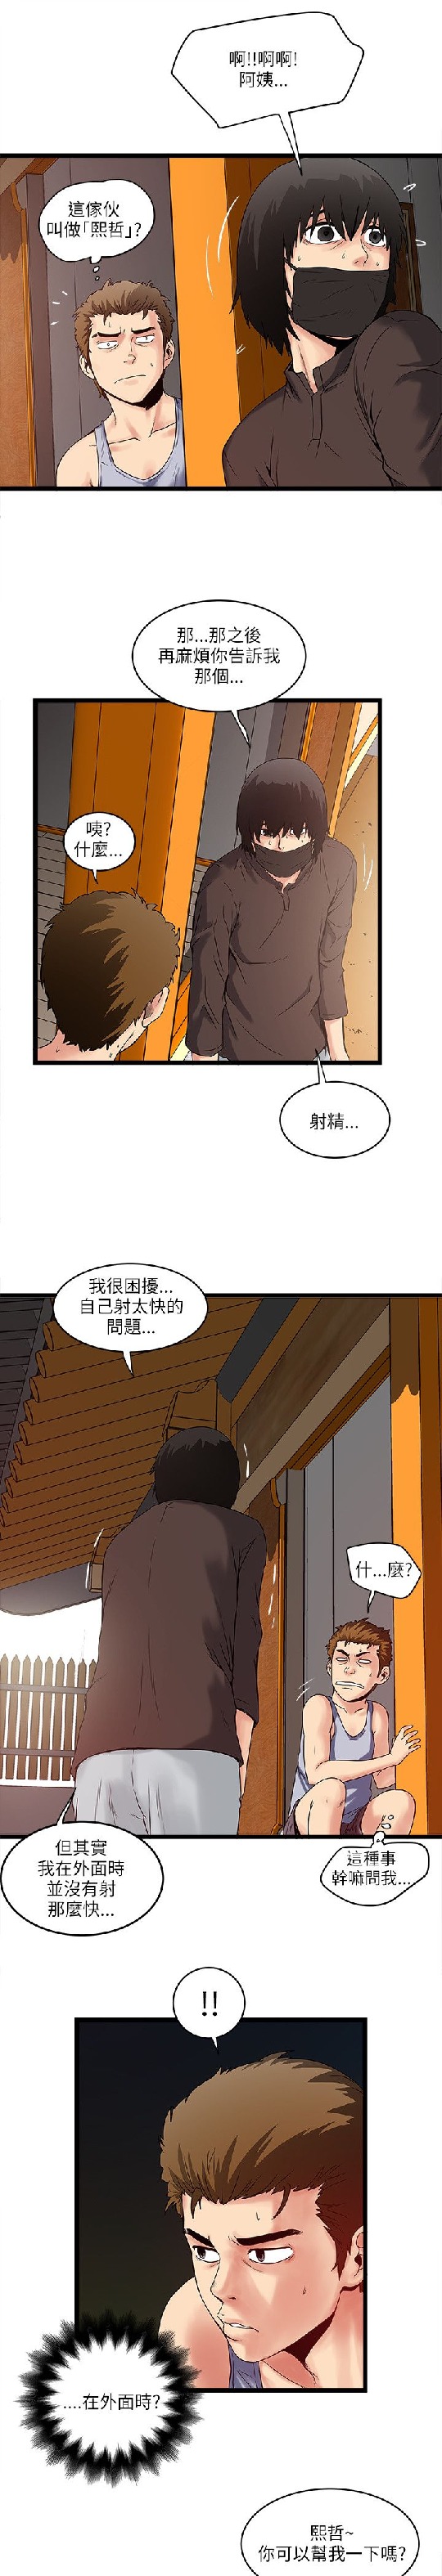 啊!!啊啊!
阿姨...
這傢伙
叫做「熙哲」?
那...那之後
再麻煩你告訴我
那個...
咦?
什麼...
射精...
我很困擾...
自己射太快的
問題...
什...麼?
但其實
我在外面時
並沒有射
那麼快...
這種事
幹嘛問我...
!!
....在外面時?
熙哲~
你可以幫我一下嗎?